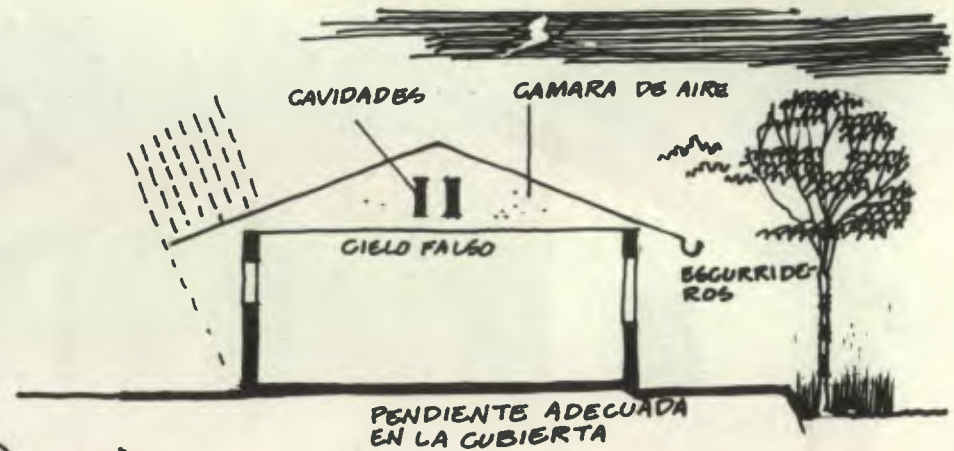 CAVIDADES
CAMARA DE AIRE
CIELO FALSO
ESCURRIDE-
ROS
PENDIENTE ADECUADA
EN LA CUBIERTA